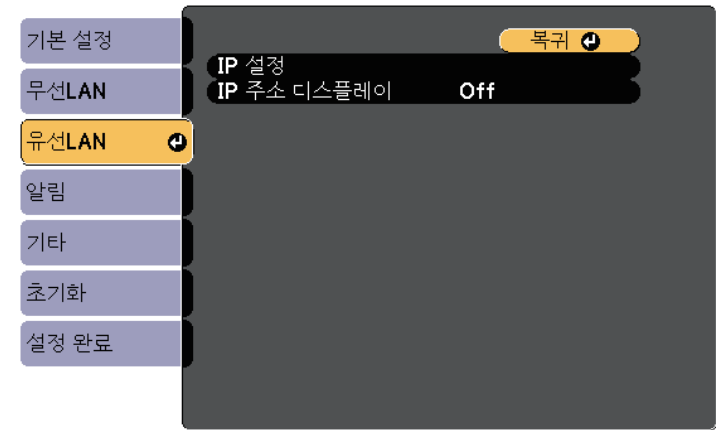 기본 설정
무선LAN
유선LAN
알림
기타
초기화
설정 완료
복귀
IP 설정
IP 주소 디스플레이 Off